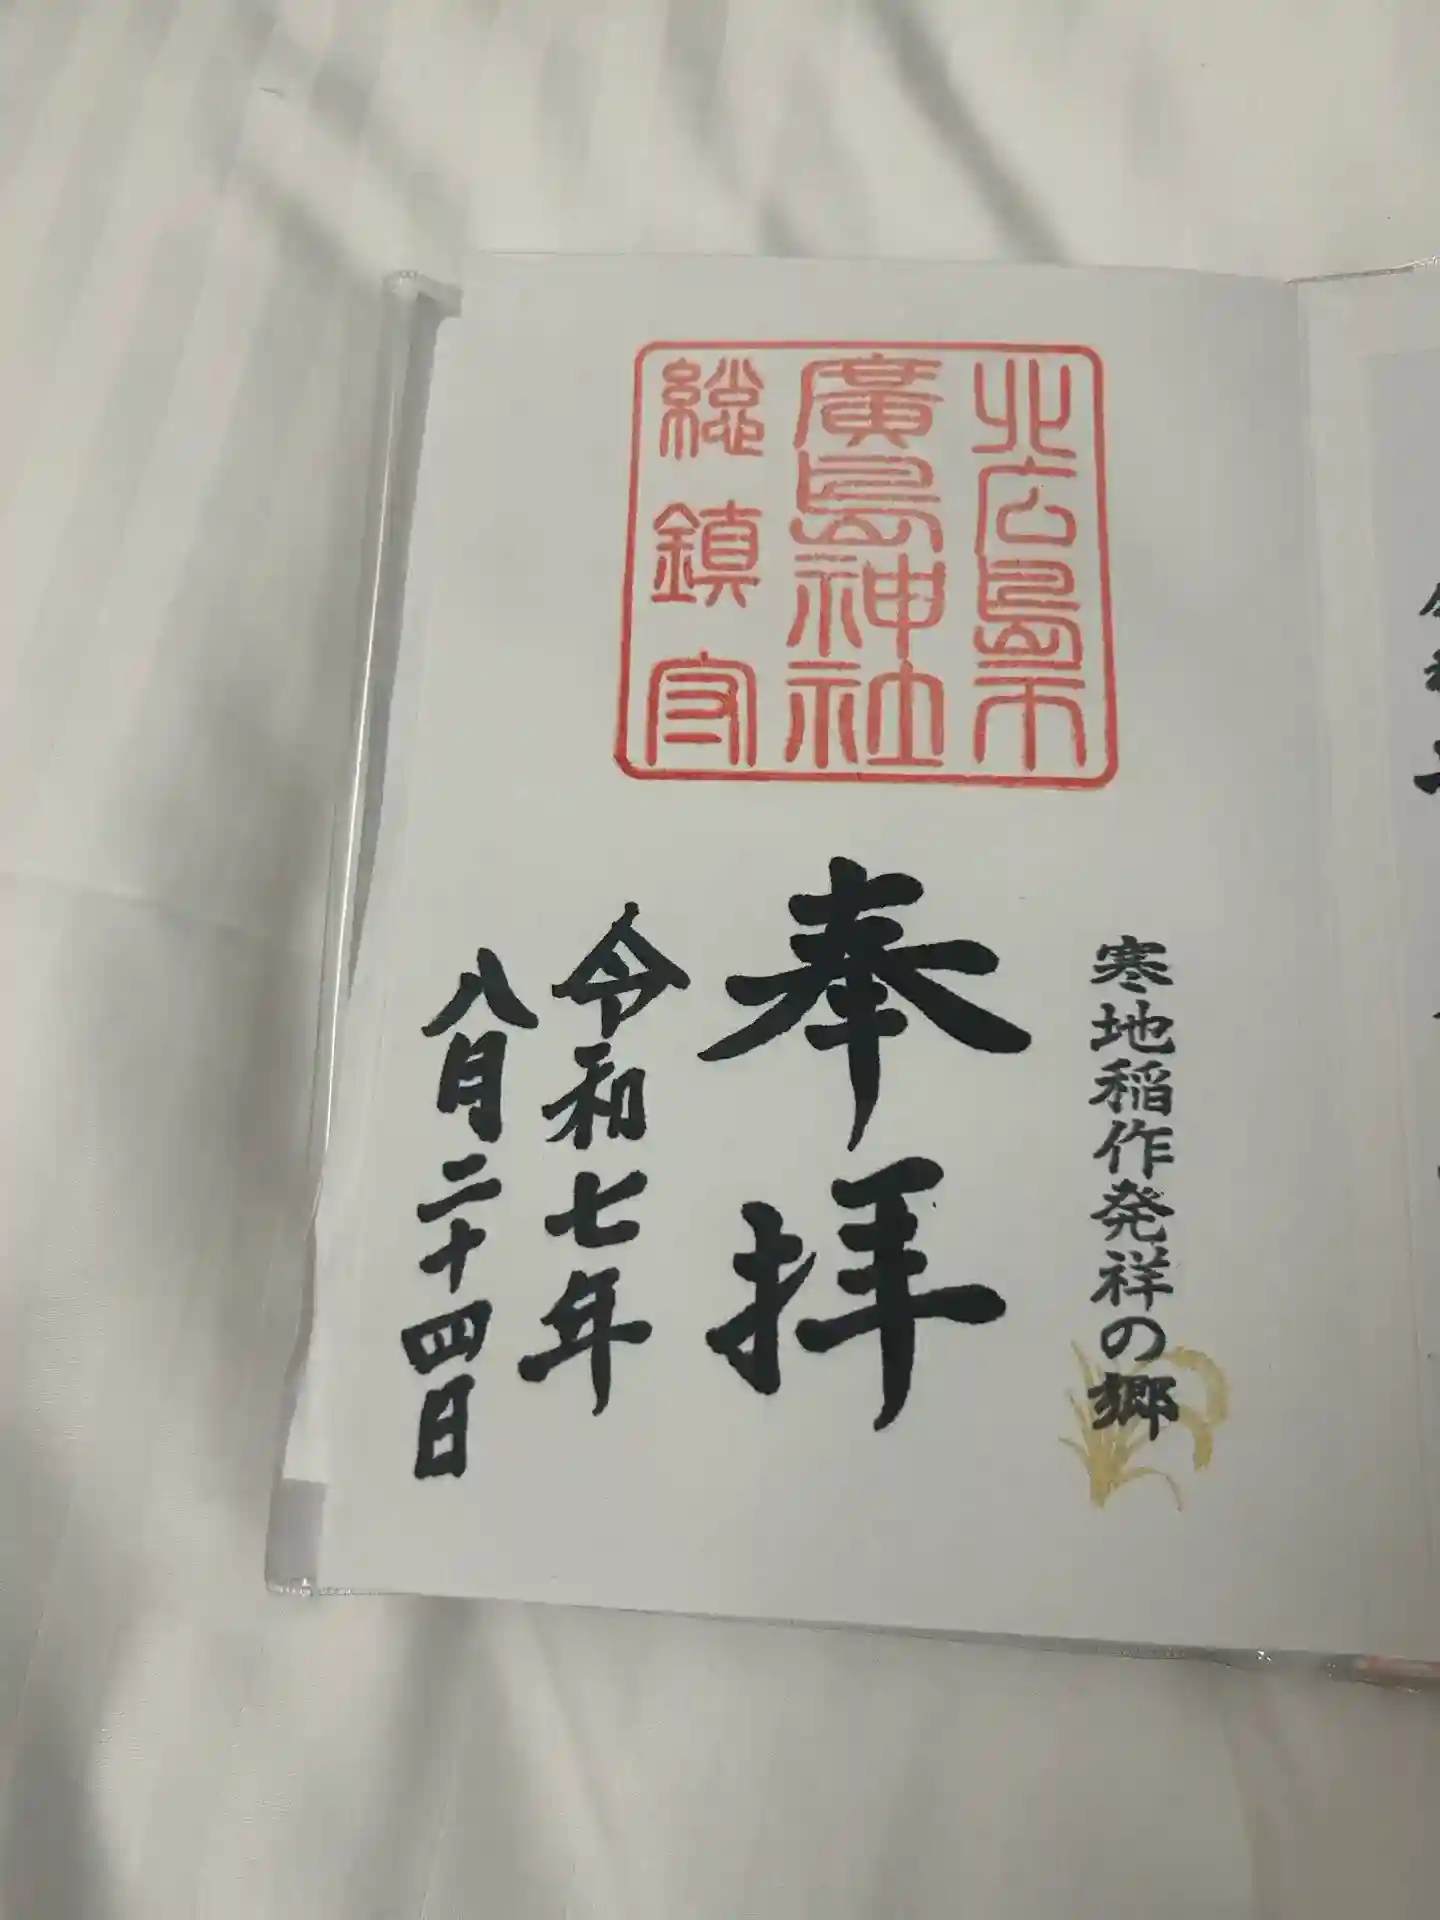 北広島市
廣島神社
総鎮守
寒地稲作発祥の郷
奉拝
令和七年
八月二十四日